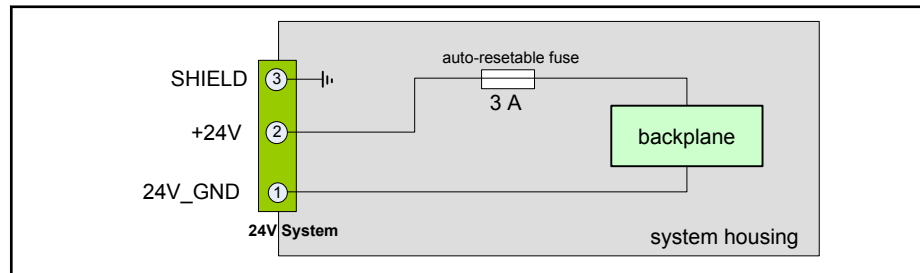 auto-resetable fuse
SHIELD 3
3 A
+24V 2
backplane
24V_GND 1
24V System
system housing